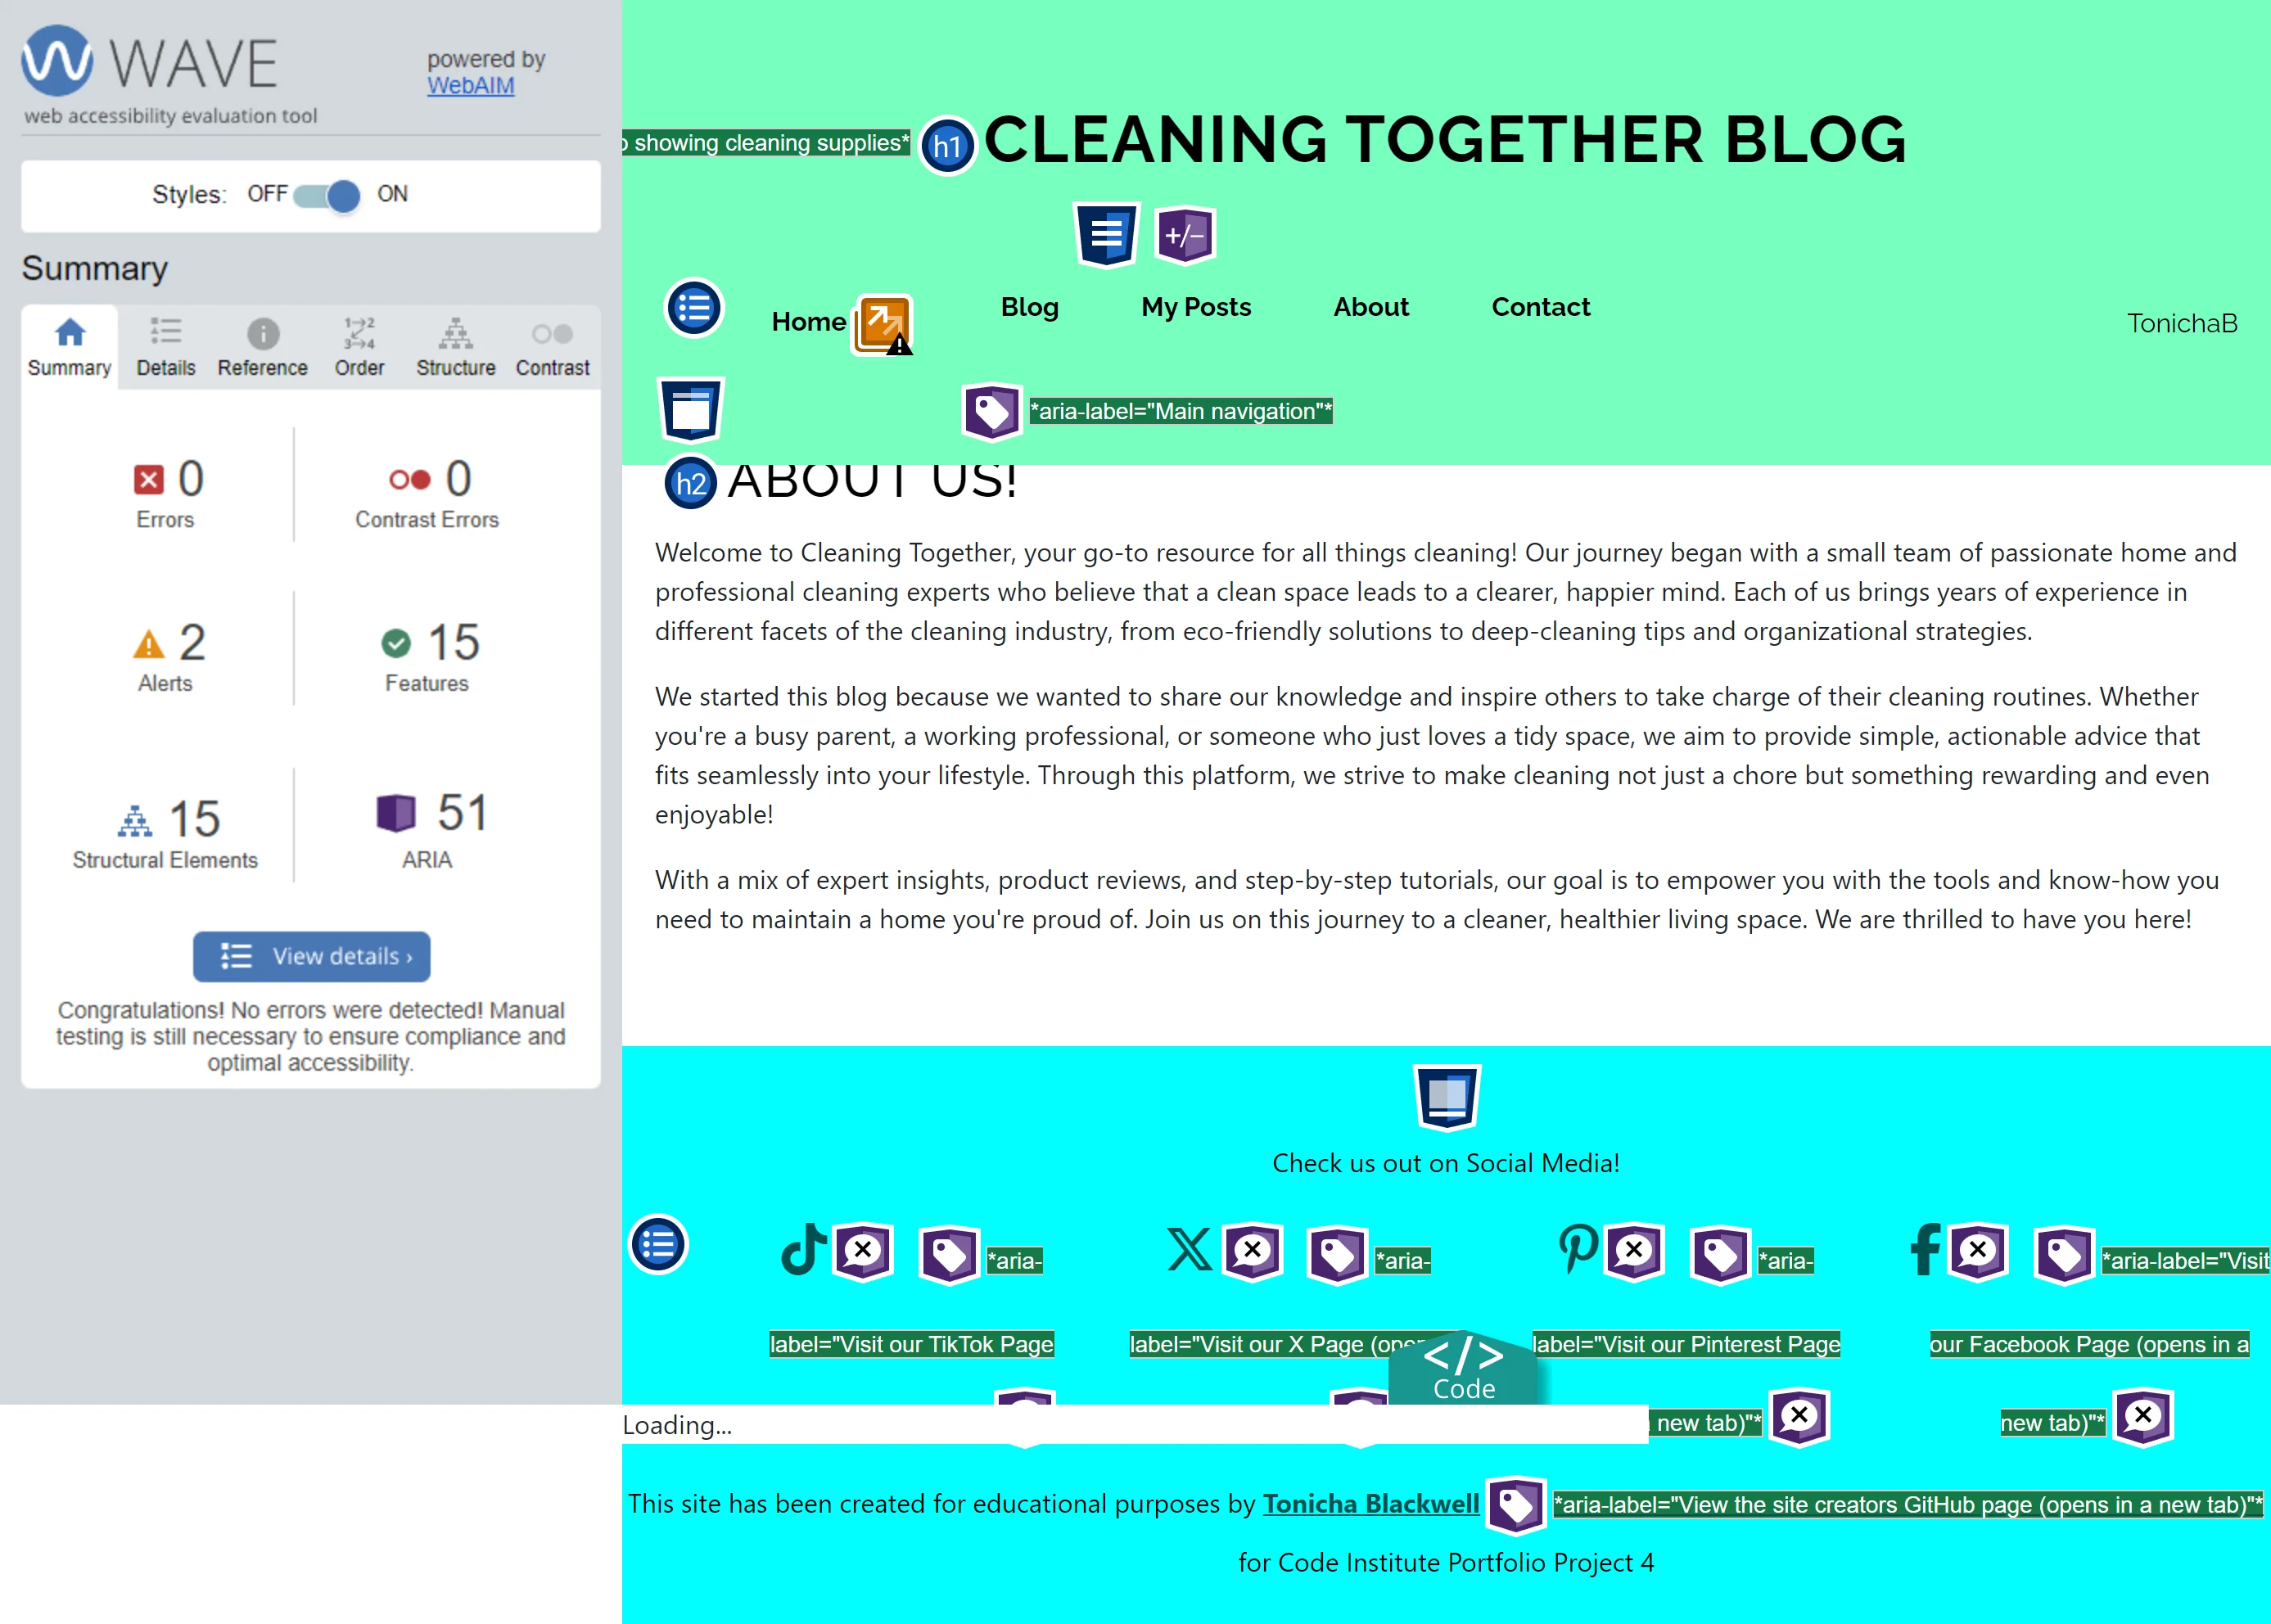 WAVE
powered by
WebAIM
web accessibility evaluation tool
Styles: OFF ON
Summary
Summary Details Reference Order Structure Contrast
0 Errors
0 Contrast Errors
2 Alerts
15 Features
15 Structural Elements
51 ARIA
View details ›
Congratulations! No errors were detected! Manual
testing is still necessary to ensure compliance and
optimal accessibility.
showing cleaning supplies* h1 CLEANING TOGETHER BLOG
+/−
Home Blog My Posts About Contact TonichaB
*aria-label="Main navigation"*
h2 ABOUT US!
Welcome to Cleaning Together, your go-to resource for all things cleaning! Our journey began with a small team of passionate home and
professional cleaning experts who believe that a clean space leads to a clearer, happier mind. Each of us brings years of experience in
different facets of the cleaning industry, from eco-friendly solutions to deep-cleaning tips and organizational strategies.
We started this blog because we wanted to share our knowledge and inspire others to take charge of their cleaning routines. Whether
you're a busy parent, a working professional, or someone who just loves a tidy space, we aim to provide simple, actionable advice that
fits seamlessly into your lifestyle. Through this platform, we strive to make cleaning not just a chore but something rewarding and even
enjoyable!
With a mix of expert insights, product reviews, and step-by-step tutorials, our goal is to empower you with the tools and know-how you
need to maintain a home you're proud of. Join us on this journey to a cleaner, healthier living space. We are thrilled to have you here!
Check us out on Social Media!
*aria- *aria- *aria- *aria-label="Visit
label="Visit our TikTok Page label="Visit our X Page label="Visit our Pinterest Page our Facebook Page (opens in a
</>
Code
Loading...
new tab)"* new tab)"*
This site has been created for educational purposes by Tonicha Blackwell *aria-label="View the site creators GitHub page (opens in a new tab)"*
for Code Institute Portfolio Project 4